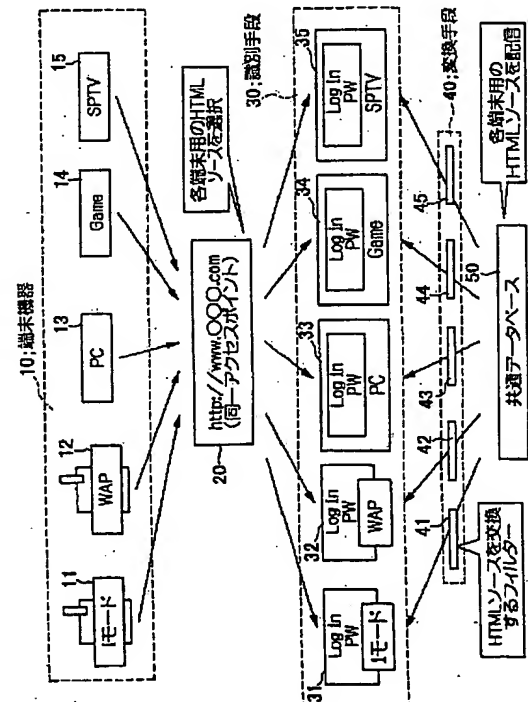 10;端末機器
11
Iモード
12
WAP
13
PC
14
Game
15
SPTV
20
http://www.○○○.com
(同一アクセスポイント)
各端末用のHTML
ソースを選択
30;識別手段
31
Log In
PW
Iモード
32
Log In
PW
WAP
33
Log In
PW
PC
34
Log In
PW
Game
35
Log In
PW
SPTV
40;変換手段
41
42
43
44
45
HTMLソースを交換
するフィルター
50
共通データベース
各端末用の
HTMLソースを配信